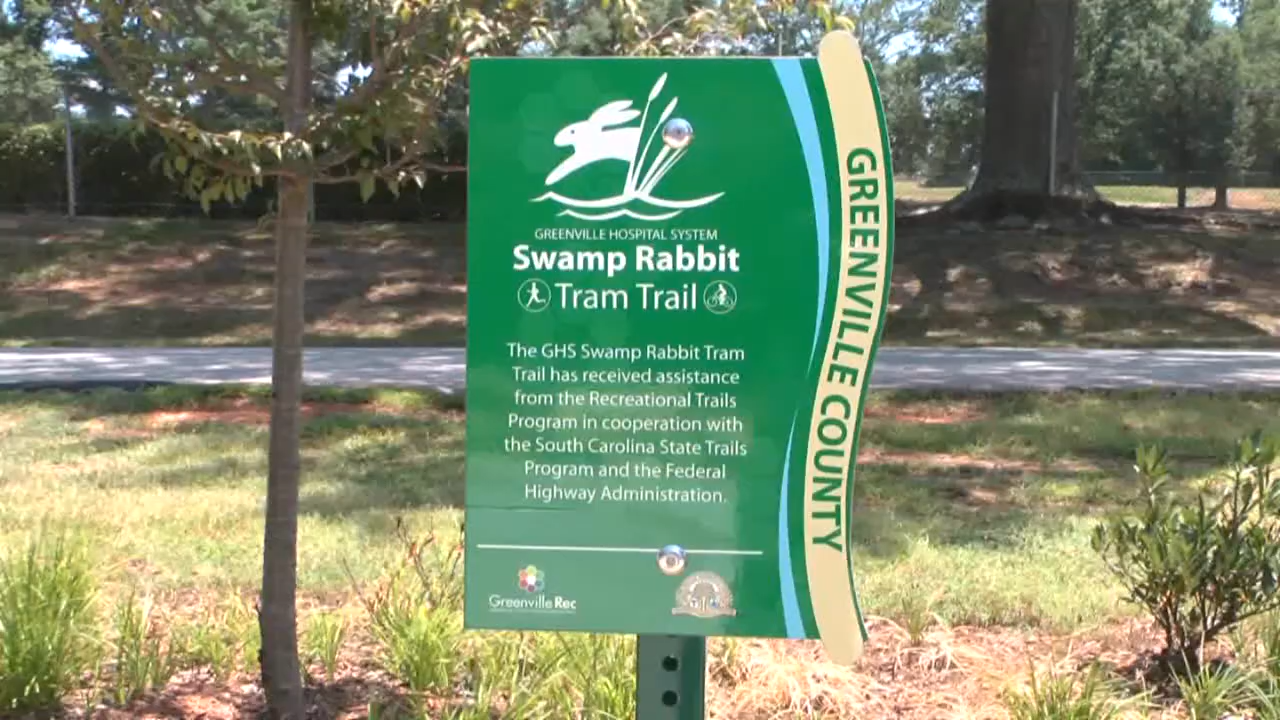 GREENVILLE HOSPITAL SYSTEM
Swamp Rabbit
Tram Trail
The GHS Swamp Rabbit Tram
Trail has received assistance
from the Recreational Trails
Program in cooperation with
the South Carolina State Trails
Program and the Federal
Highway Administration.
Greenville Rec
GREENVILLE COUNTY